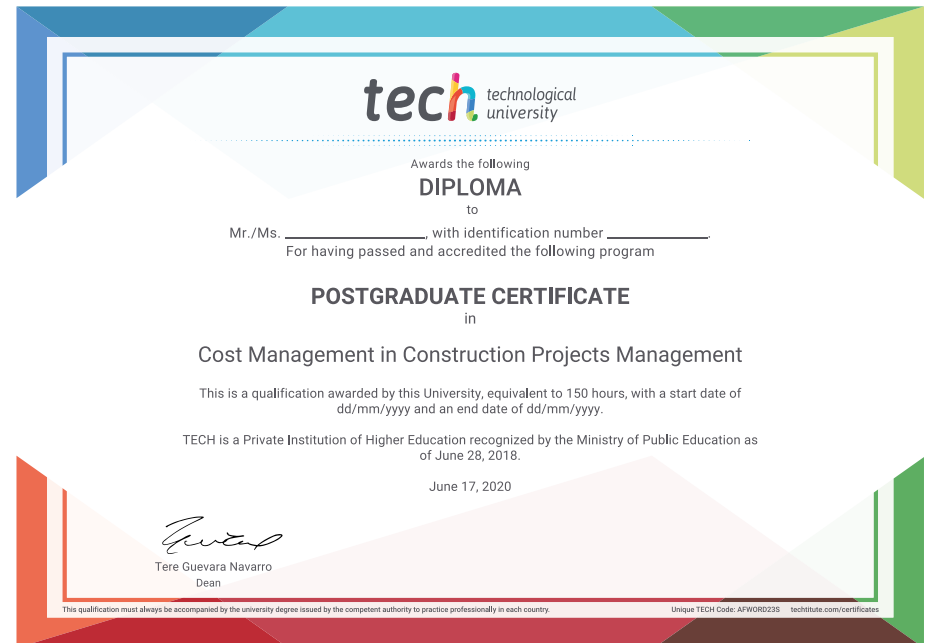 tech technological
university
Awards the following
DIPLOMA
to
Mr./Ms. ____________________, with identification number ______________.
For having passed and accredited the following program
POSTGRADUATE CERTIFICATE
in
Cost Management in Construction Projects Management
This is a qualification awarded by this University, equivalent to 150 hours, with a start date of
dd/mm/yyyy and an end date of dd/mm/yyyy.
TECH is a Private Institution of Higher Education recognized by the Ministry of Public Education as
of June 28, 2018.
June 17, 2020
Tere Guevara Navarro
Dean
This qualification must always be accompanied by the university degree issued by the competent authority to practice professionally in each country. Unique TECH Code: AFWORD23S techtitute.com/certificates